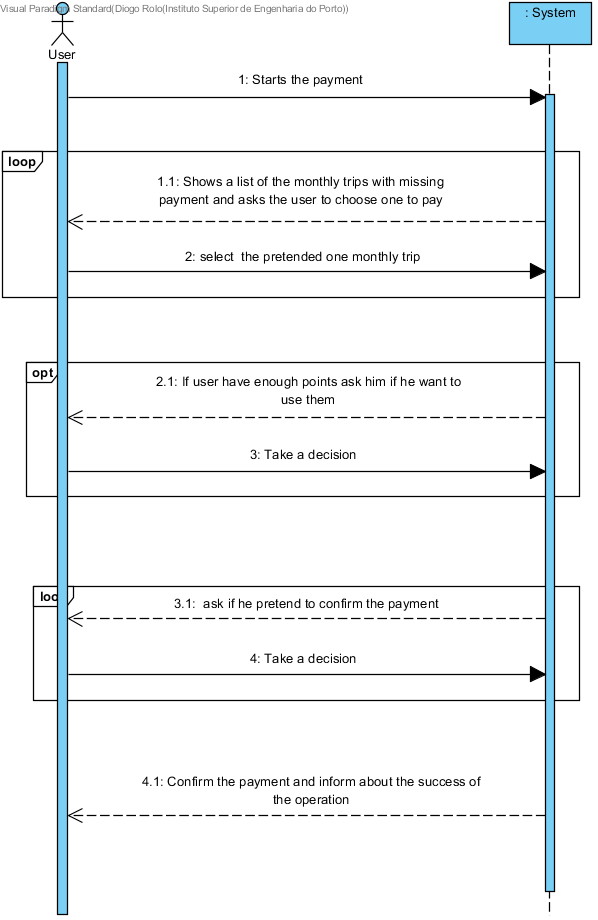 Visual Paradigm Standard(Diogo Rolo(Instituto Superior de Engenharia do Porto))
: System
User
1: Starts the payment
loop
1.1: Shows a list of the monthly trips with missing
payment and asks the user to choose one to pay
2: select  the pretended one monthly trip
opt
2.1: If user have enough points ask him if he want to
use them
3: Take a decision
loop
3.1:  ask if he pretend to confirm the payment
4: Take a decision
4.1: Confirm the payment and inform about the success of
the operation